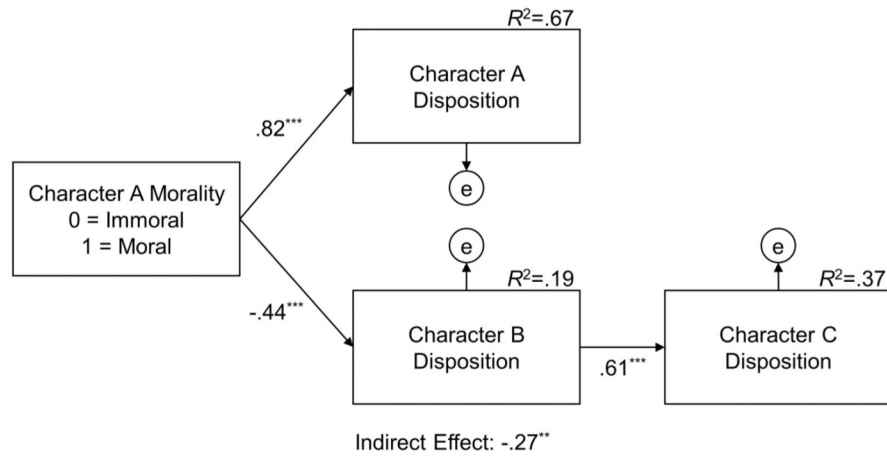 R²=.67
Character A
Disposition
.82***
e
Character A Morality
0 = Immoral
1 = Moral
e
e
-.44***
R²=.19
R²=.37
Character B
Disposition
.61***
Character C
Disposition
Indirect Effect: -.27**